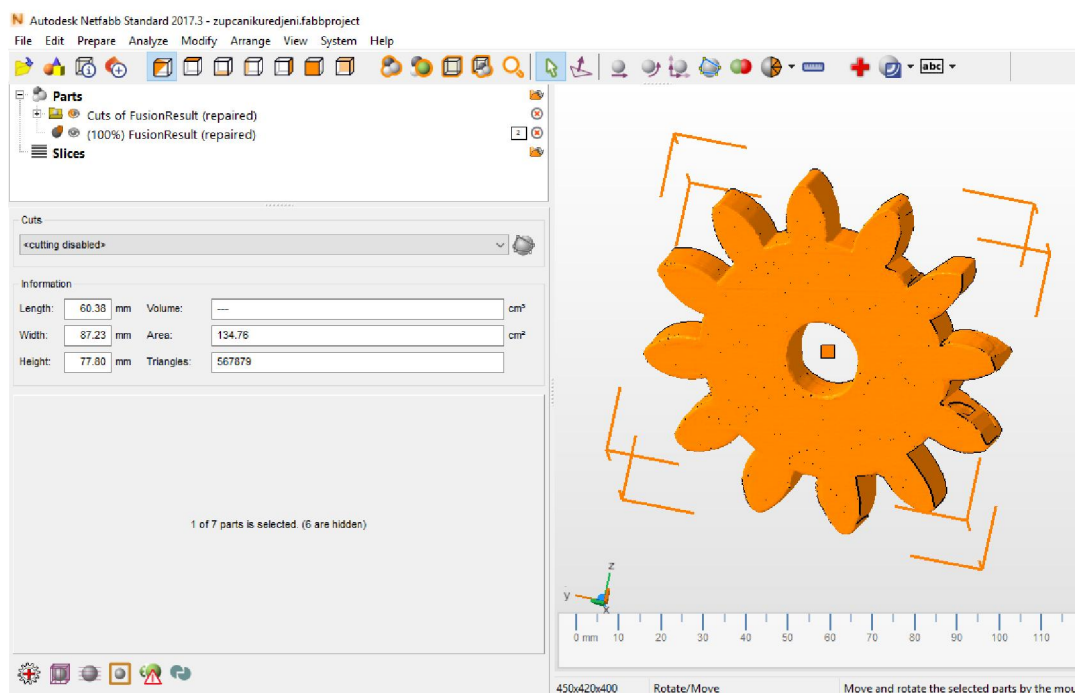 Autodesk Netfabb Standard 2017.3 - zupcanikuredjeni.fabbproject
File Edit Prepare Analyze Modify Arrange View System Help
abc
Parts
Cuts of FusionResult (repaired)
(100%) FusionResult (repaired)
Slices
Cuts
<cutting disabled>
Information
Length: 60.38 mm Volume: --- cm³
Width: 87.23 mm Area: 134.76 cm²
Height: 77.80 mm Triangles: 567879
1 of 7 parts is selected. (6 are hidden)
z
y
x
0 mm 10 20 30 40 50 60 70 80 90 100 110
450x420x400 Rotate/Move Move and rotate the selected parts by the mou